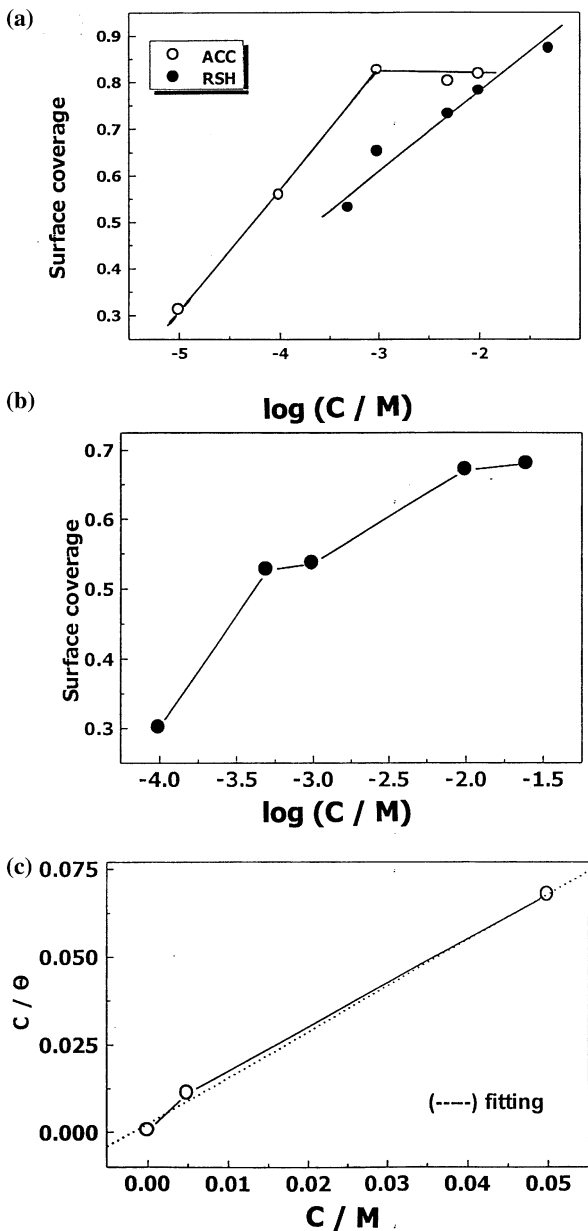 (a)
0.9
0.8
0.7
0.6
0.5
0.4
0.3
Surface coverage
ACC
RSH
-5
-4
-3
-2
log (C / M)
(b)
0.7
0.6
0.5
0.4
0.3
Surface coverage
-4.0
-3.5
-3.0
-2.5
-2.0
-1.5
log (C / M)
(c)
0.075
0.050
0.025
0.000
C / Θ
(-----) fitting
0.00
0.01
0.02
0.03
0.04
0.05
C / M